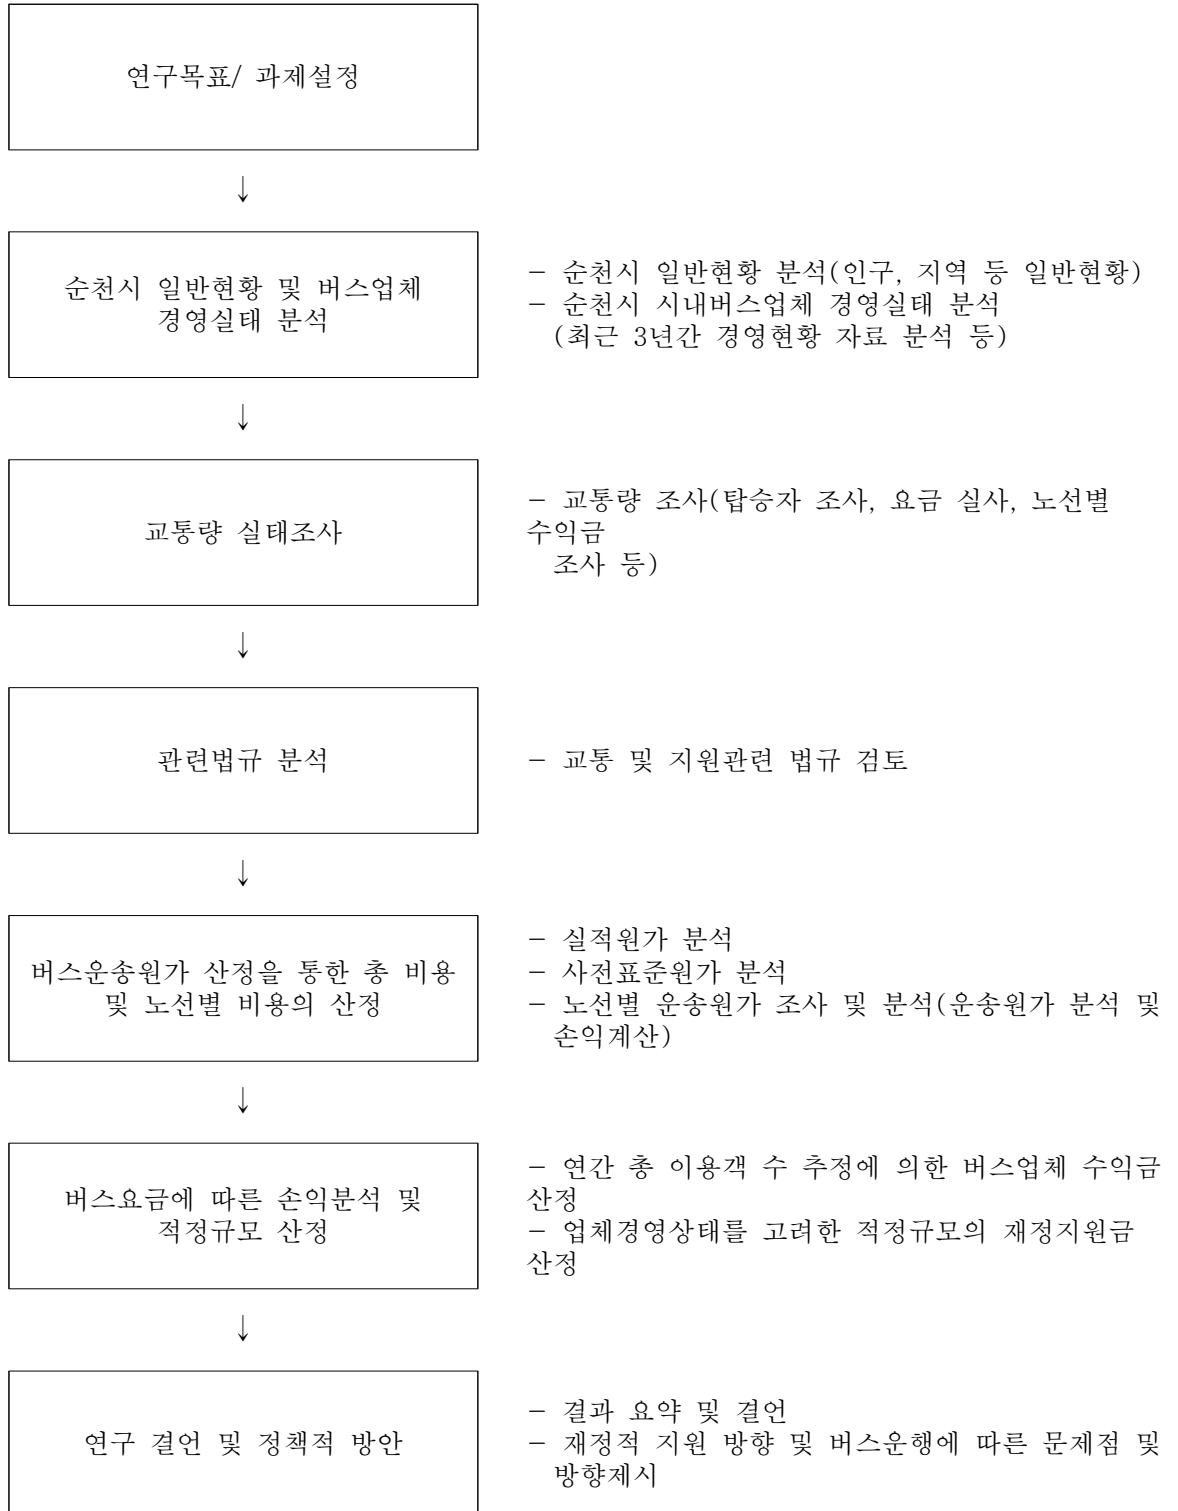 연구목표/ 과제설정
↓
순천시 일반현황 및 버스업체
경영실태 분석
- 순천시 일반현황 분석(인구, 지역 등 일반현황)
- 순천시 시내버스업체 경영실태 분석
(최근 3년간 경영현황 자료 분석 등)
↓
교통량 실태조사
- 교통량 조사(탑승자 조사, 요금 실사, 노선별
수익금
조사 등)
↓
관련법규 분석
- 교통 및 지원관련 법규 검토
↓
버스운송원가 산정을 통한 총 비용
및 노선별 비용의 산정
- 실적원가 분석
- 사전표준원가 분석
- 노선별 운송원가 조사 및 분석(운송원가 분석 및
손익계산)
↓
버스요금에 따른 손익분석 및
적정규모 산정
- 연간 총 이용객 수 추정에 의한 버스업체 수익금
산정
- 업체경영상태를 고려한 적정규모의 재정지원금
산정
↓
연구 결언 및 정책적 방안
- 결과 요약 및 결언
- 재정적 지원 방향 및 버스운행에 따른 문제점 및
방향제시